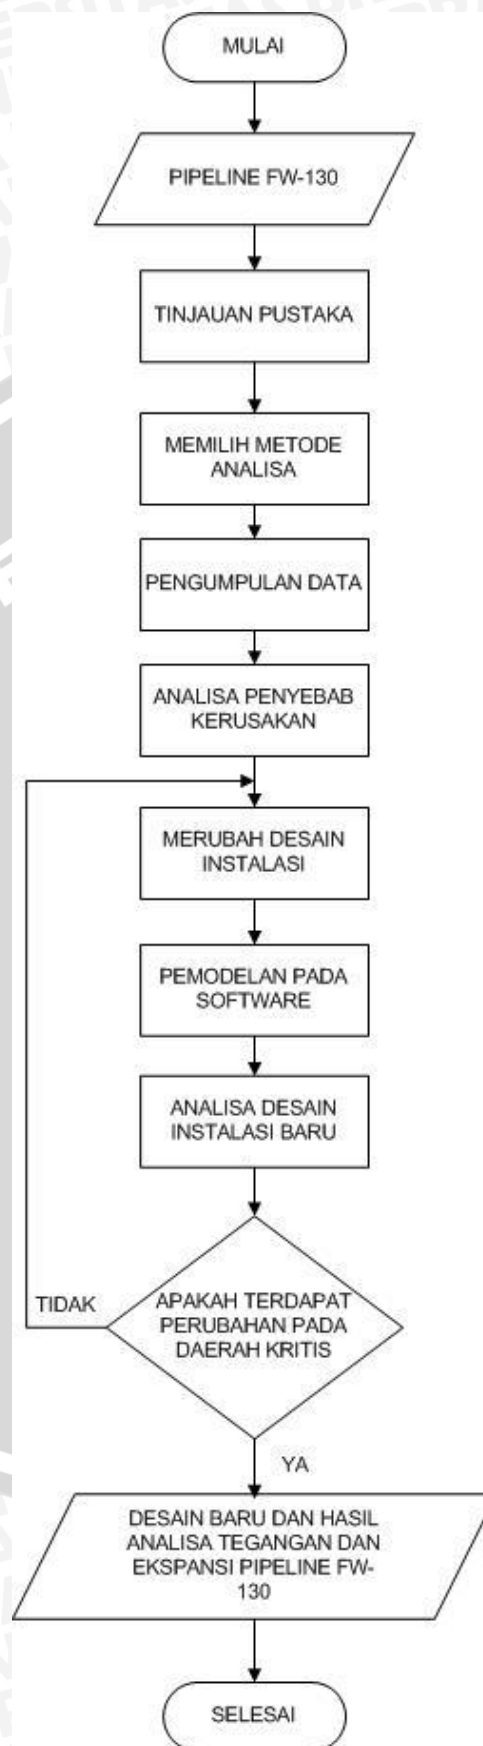 MULAI
PIPELINE FW-130
TINJAUAN PUSTAKA
MEMILIH METODE
ANALISA
PENGUMPULAN DATA
ANALISA PENYEBAB
KERUSAKAN
MERUBAH DESAIN
INSTALASI
PEMODELAN PADA
SOFTWARE
ANALISA DESAIN
INSTALASI BARU
TIDAK
APAKAH TERDAPAT
PERUBAHAN PADA
DAERAH KRITIS
YA
DESAIN BARU DAN HASIL
ANALISA TEGANGAN DAN
EKSPANSI PIPELINE FW-
130
SELESAI